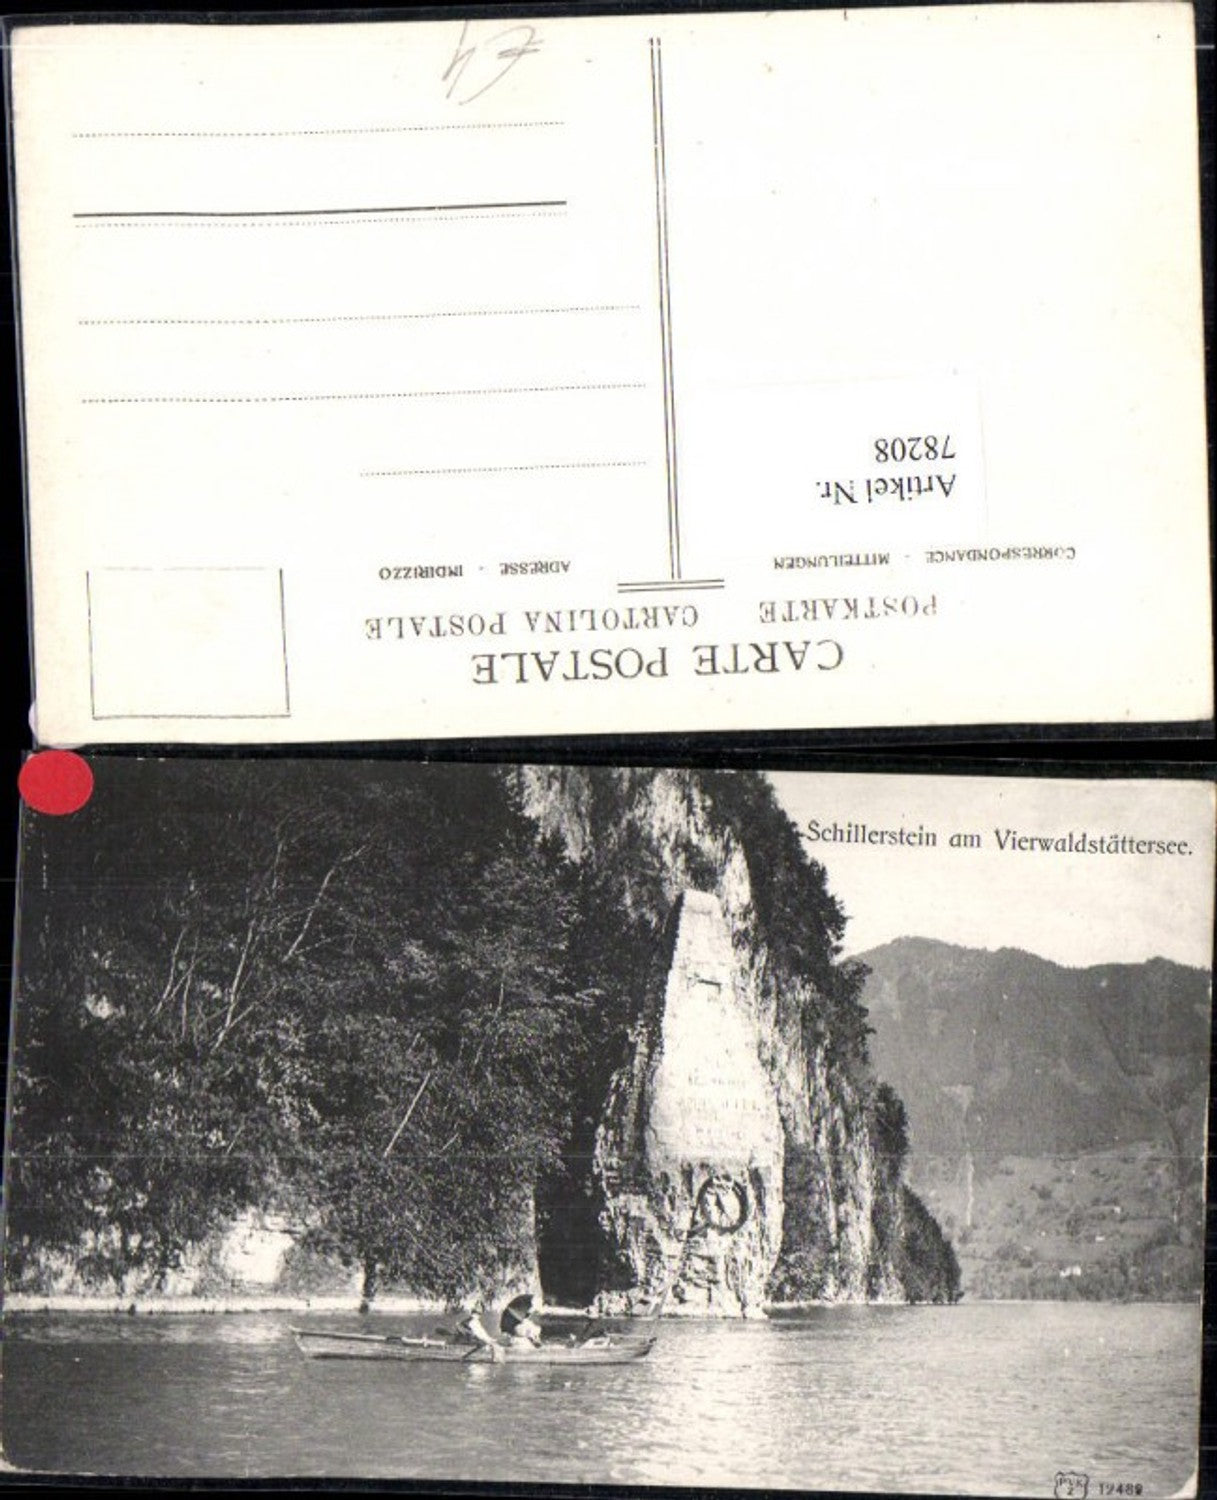 CARTE POSTALE
POSTKARTE CARTOLINA POSTALE
CORRESPONDANCE - MITTEILUNGEN
ADRESSE - INDIRIZZO
Artikel Nr.
78208
Schillerstein am Vierwaldstättersee.
12489